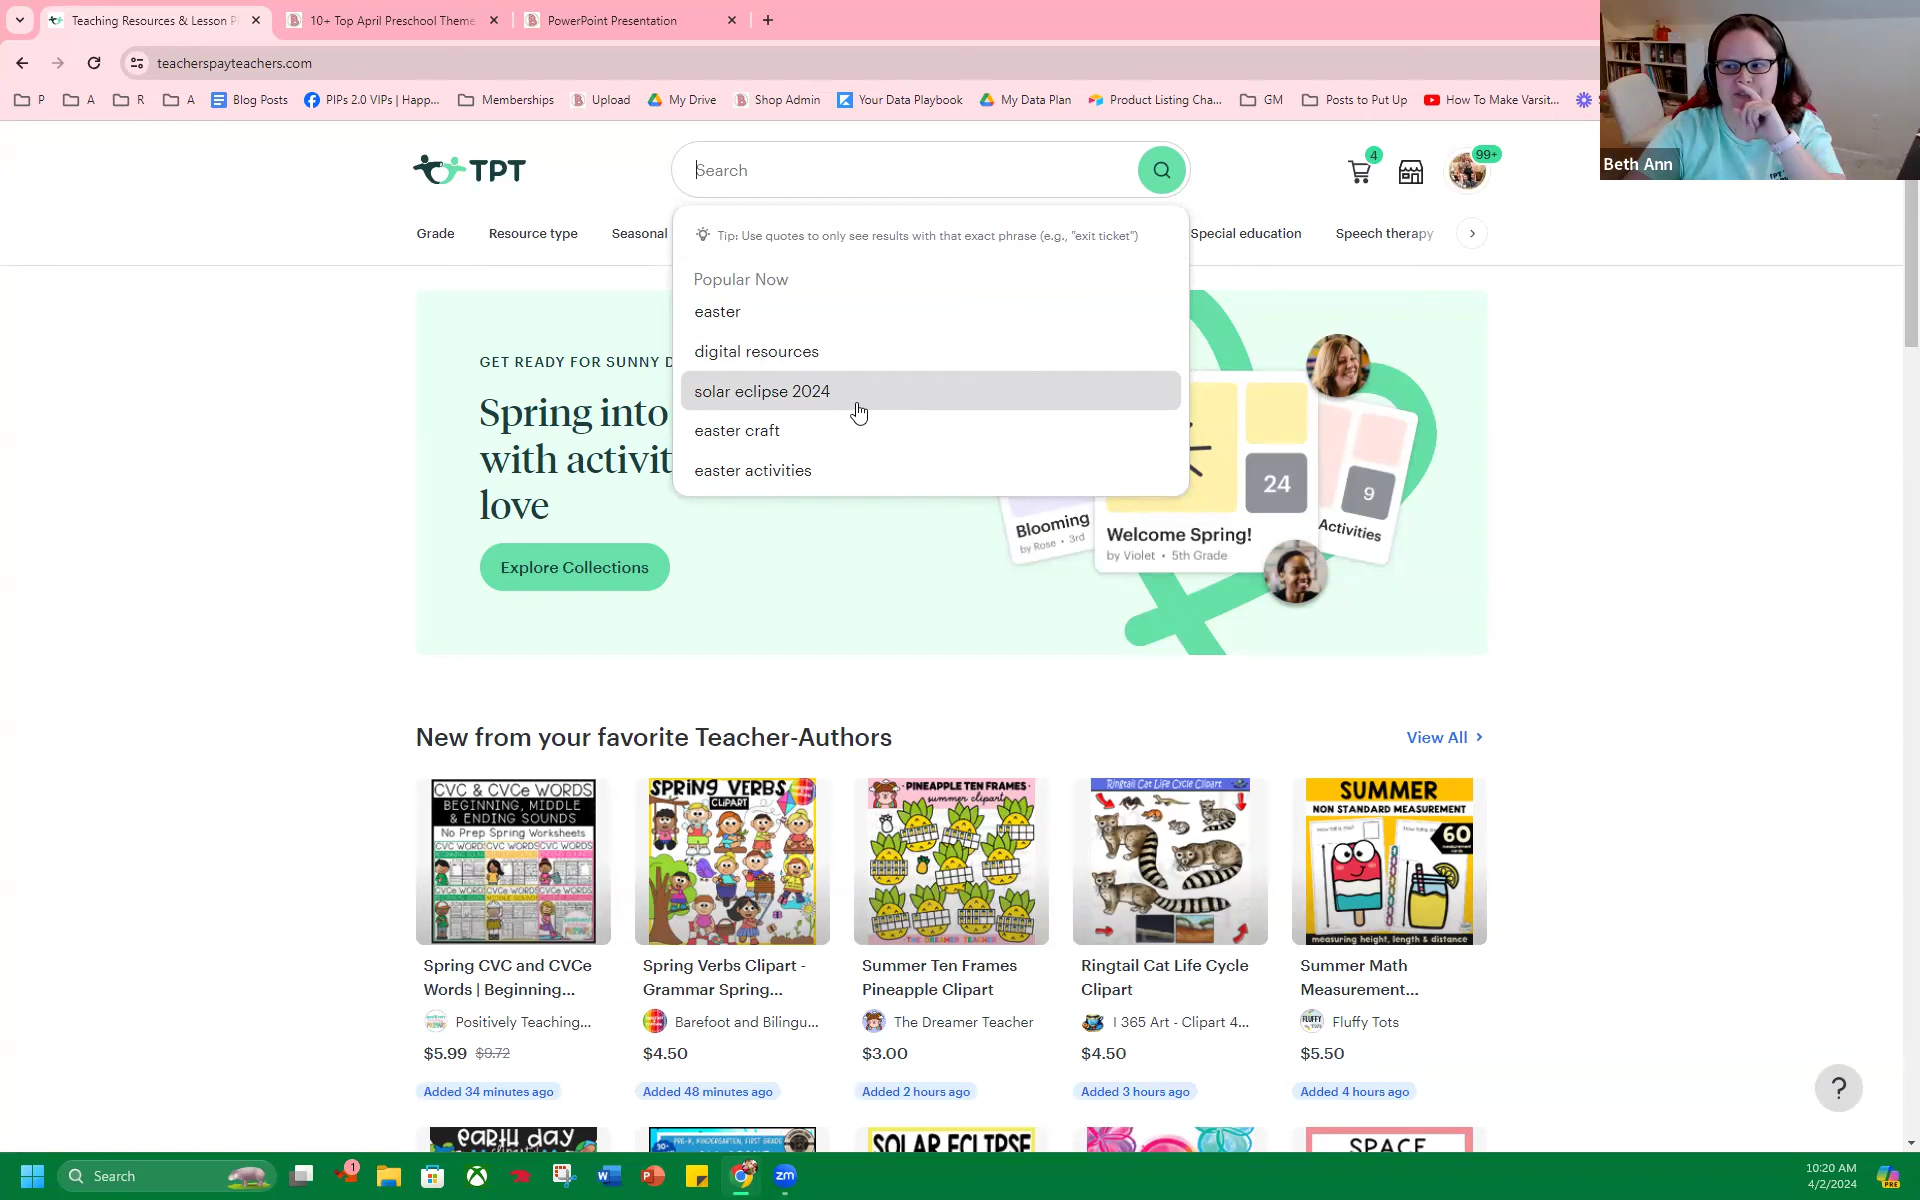 Teaching Resources & Lesson P
10+ Top April Preschool Theme
PowerPoint Presentation
teacherspayteachers.com
P
A
R
A
Blog Posts
PIPs 2.0 VIPs | Happ...
Memberships
Upload
My Drive
Shop Admin
Your Data Playbook
My Data Plan
Product Listing Cha...
GM
Posts to Put Up
How To Make Varsit...
Beth Ann
TPT
Search
4
99+
Grade
Resource type
Seasonal
Special education
Speech therapy
Tip: Use quotes to only see results with that exact phrase (e.g., "exit ticket")
Popular Now
easter
digital resources
solar eclipse 2024
easter craft
easter activities
GET READY FOR SUNNY D
Spring into
with activit
love
Explore Collections
24
9
Blooming
by Rose • 3rd
Welcome Spring!
by Violet • 5th Grade
Activities
New from your favorite Teacher-Authors
View All
CVC & CVCe WORDS
BEGINNING, MIDDLE
& ENDING SOUNDS
No Prep Spring Worksheets
SPRING VERBS
CLIPART
PINEAPPLE TEN FRAMES
summer clipart
THE DREAMER TEACHER
Ringtail Cat Life Cycle Clipart
SUMMER
NON STANDARD MEASUREMENT
60
measuring height, length & distance
Spring CVC and CVCe
Words | Beginning...
Positively Teaching...
$5.99 $9.72
Added 34 minutes ago
Spring Verbs Clipart -
Grammar Spring...
Barefoot and Bilingu...
$4.50
Added 48 minutes ago
Summer Ten Frames
Pineapple Clipart
The Dreamer Teacher
$3.00
Added 2 hours ago
Ringtail Cat Life Cycle
Clipart
I 365 Art - Clipart 4...
$4.50
Added 3 hours ago
Summer Math
Measurement...
Fluffy Tots
$5.50
Added 4 hours ago
earth day
PRE-K, KINDERGARTEN, FIRST GRADE
SOLAR ECLIPSE
SPACE
?
Search
1
zm
10:20 AM
4/2/2024
PRE